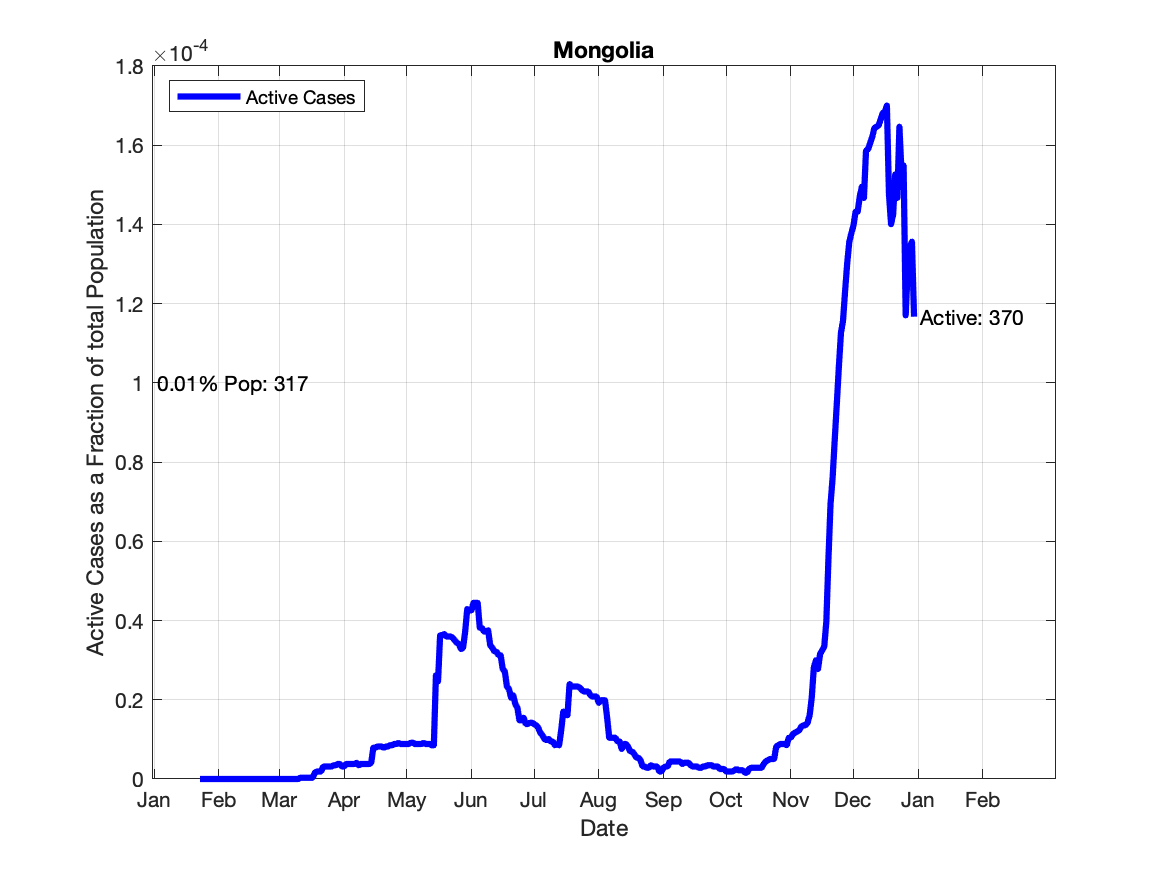 Mongolia
×10-4
1.8
1.6
1.4
1.2
1
0.8
0.6
0.4
0.2
0
Active Cases as a Fraction of total Population
Active Cases
0.01% Pop: 317
Active: 370
Jan Feb Mar Apr May Jun Jul Aug Sep Oct Nov Dec Jan Feb
Date